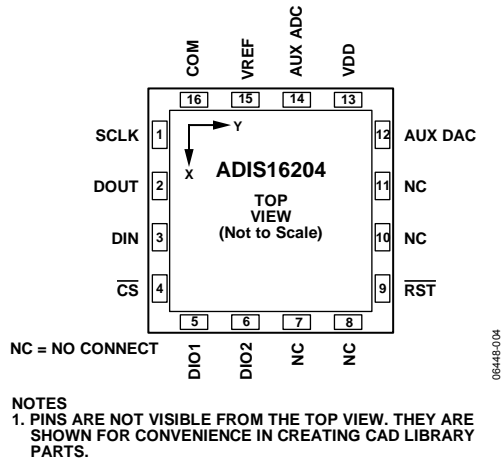 COM
VREF
AUX ADC
VDD
16
15
14
13
SCLK
1
Y
12
AUX DAC
X
ADIS16204
DOUT
2
TOP
VIEW
(Not to Scale)
11
NC
DIN
3
10
NC
CS
4
9
RST
5
6
7
8
NC = NO CONNECT
DIO1
DIO2
NC
NC
06448-004
NOTES
1. PINS ARE NOT VISIBLE FROM THE TOP VIEW. THEY ARE
SHOWN FOR CONVENIENCE IN CREATING CAD LIBRARY
PARTS.